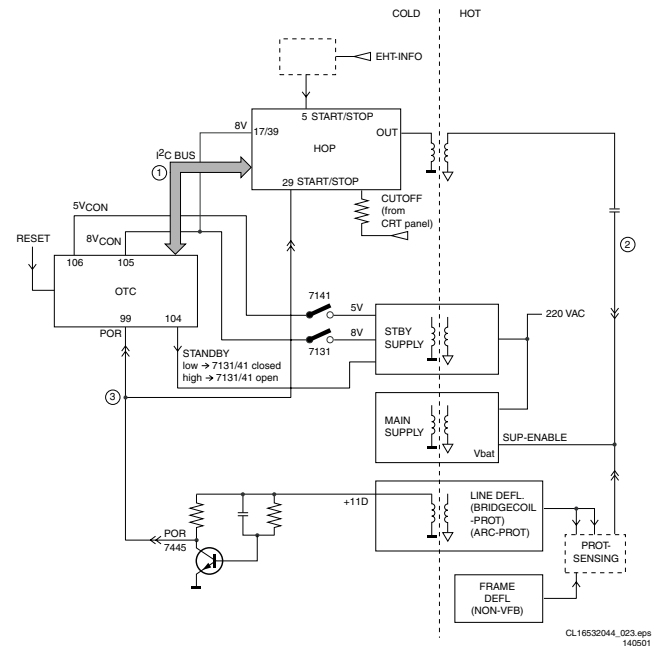 COLD
HOT
EHT-INFO
5 START/STOP
8V
17/39
OUT
HOP
I2C BUS
1
29 START/STOP
CUTOFF
(from
CRT panel)
5VCON
8VCON
RESET
106
105
OTC
2
7141
5V
220 VAC
99
104
POR
8V
STBY
SUPPLY
STANDBY
low → 7131/41 closed
high → 7131/41 open
7131
3
MAIN
SUPPLY
SUP-ENABLE
Vbat
+11D
LINE DEFL.
(BRIDGECOIL
-PROT)
(ARC-PROT)
POR
7445
PROT-
SENSING
FRAME
DEFL
(NON-VFB)
CL16532044_023.eps
140501